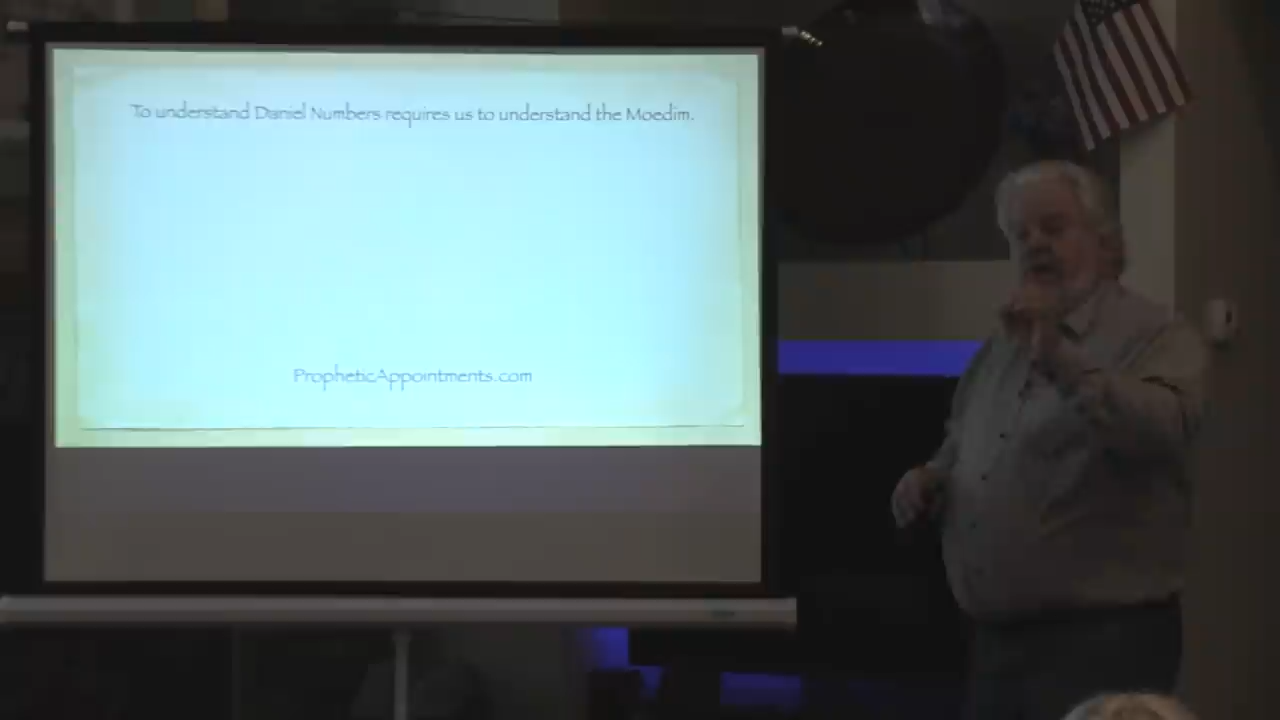 To understand Daniel Numbers requires us to understand the Moedim.
PropheticAppointments.com